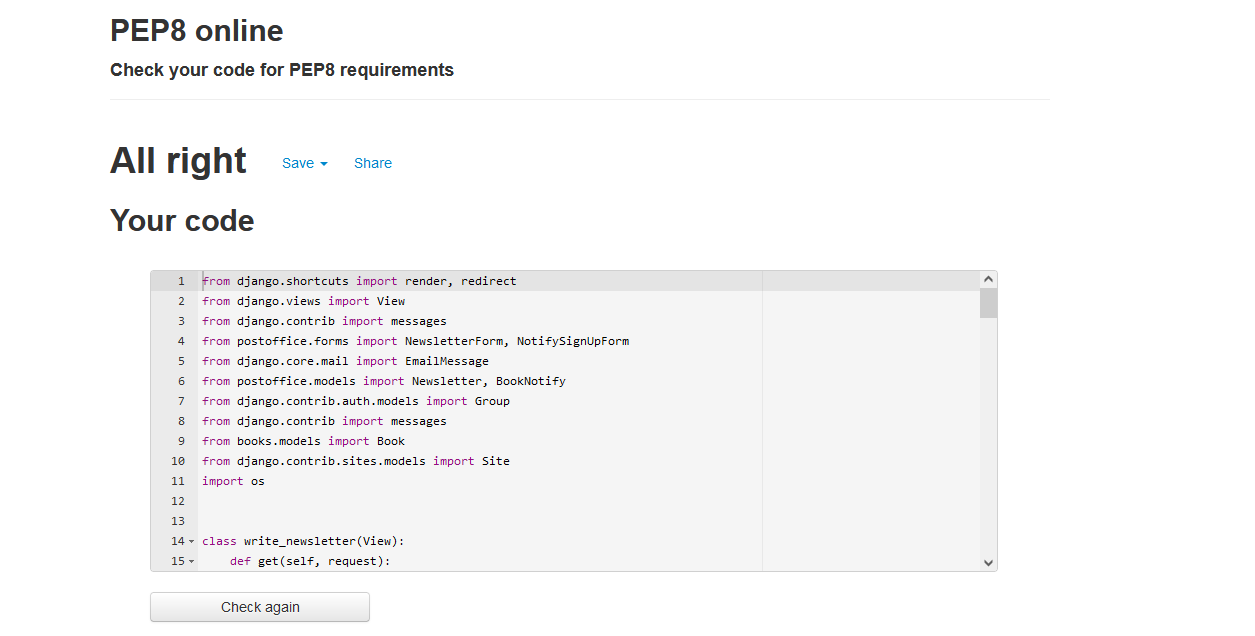 PEP8 online
Check your code for PEP8 requirements
All right Save Share
Your code
1 from django.shortcuts import render, redirect
2 from django.views import View
3 from django.contrib import messages
4 from postoffice.forms import NewsletterForm, NotifySignUpForm
5 from django.core.mail import EmailMessage
6 from postoffice.models import Newsletter, BookNotify
7 from django.contrib.auth.models import Group
8 from django.contrib import messages
9 from books.models import Book
10 from django.contrib.sites.models import Site
11 import os
12
13
14 class write_newsletter(View):
15 def get(self, request):
Check again